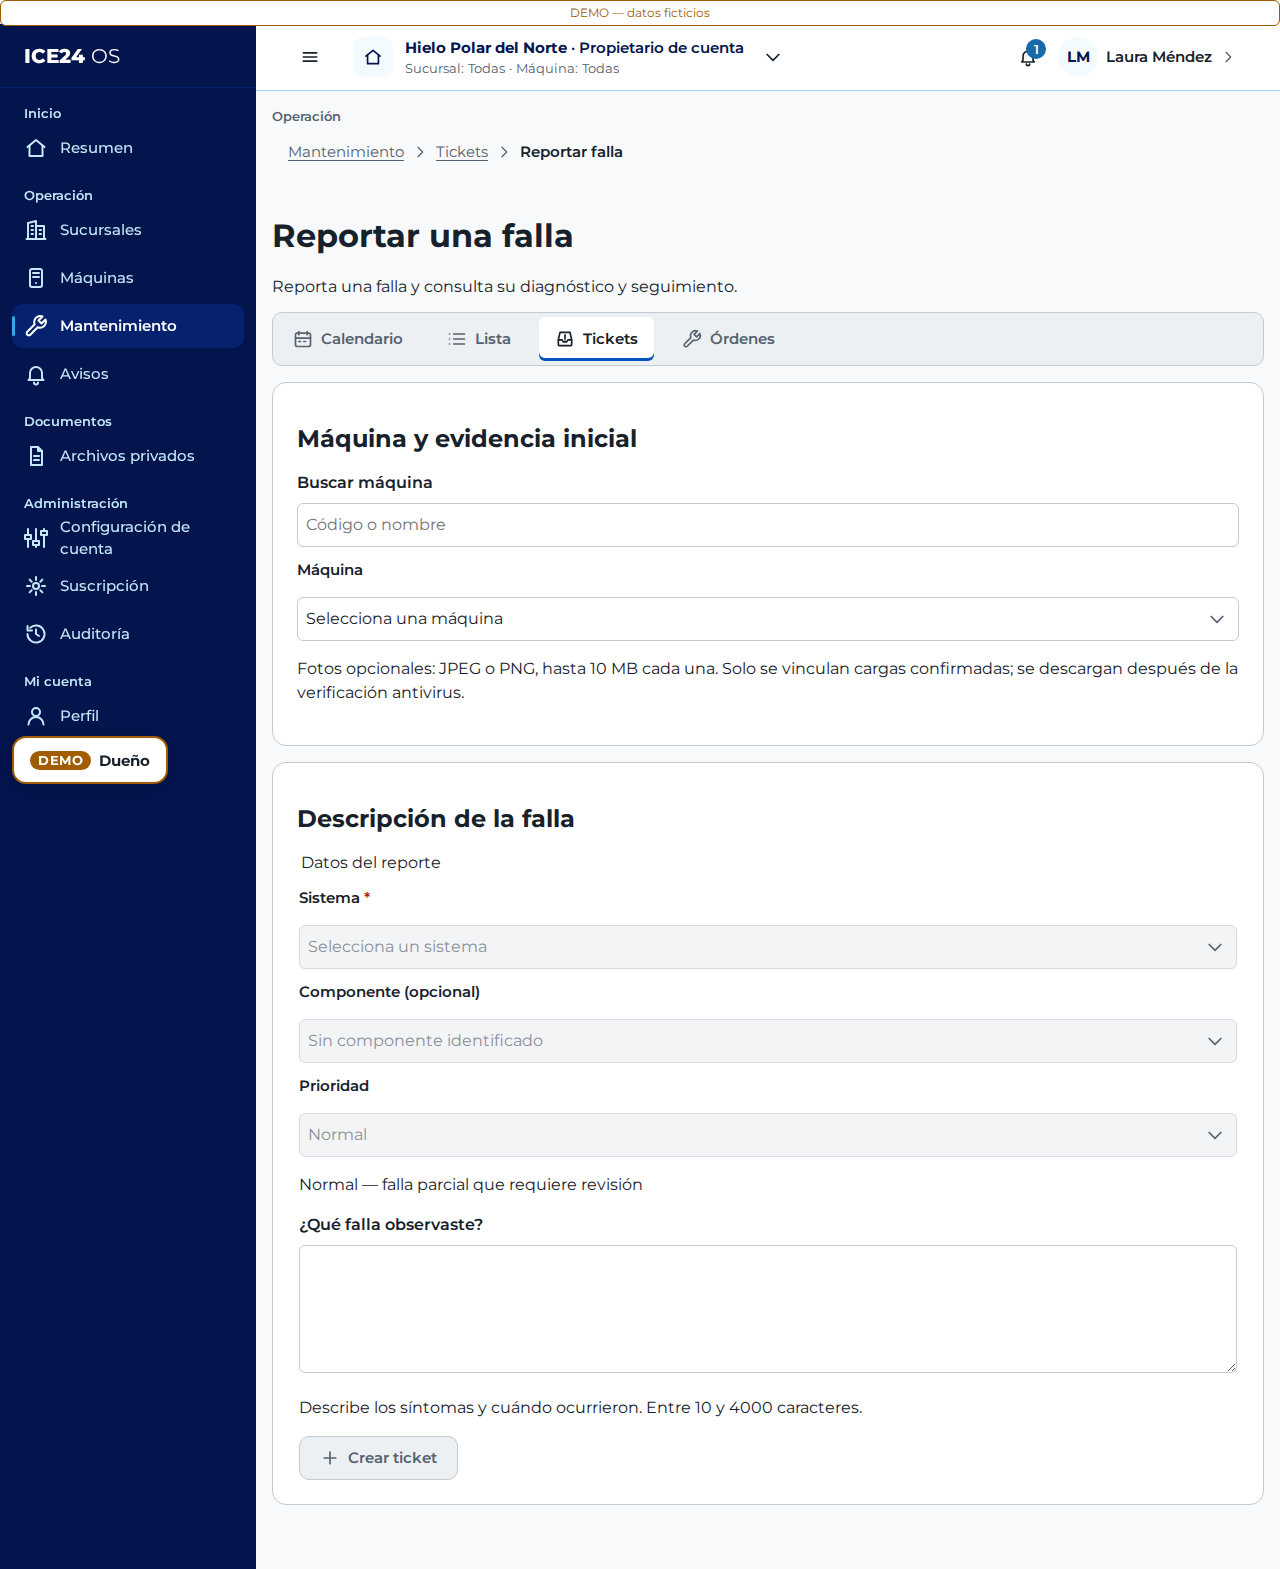 DEMO — datos ficticios
ICE24 OS
Inicio
Resumen
Operación
Sucursales
Máquinas
Mantenimiento
Avisos
Documentos
Archivos privados
Administración
Configuración de
cuenta
Suscripción
Auditoría
Mi cuenta
Perfil
DEMO Dueño
Hielo Polar del Norte · Propietario de cuenta
Sucursal: Todas · Máquina: Todas
1
LM Laura Méndez
Operación
Mantenimiento > Tickets > Reportar falla
Reportar una falla
Reporta una falla y consulta su diagnóstico y seguimiento.
Calendario Lista Tickets Órdenes
Máquina y evidencia inicial
Buscar máquina
Código o nombre
Máquina
Selecciona una máquina
Fotos opcionales: JPEG o PNG, hasta 10 MB cada una. Solo se vinculan cargas confirmadas; se descargan después de la
verificación antivirus.
Descripción de la falla
Datos del reporte
Sistema *
Selecciona un sistema
Componente (opcional)
Sin componente identificado
Prioridad
Normal
Normal — falla parcial que requiere revisión
¿Qué falla observaste?
Describe los síntomas y cuándo ocurrieron. Entre 10 y 4000 caracteres.
Crear ticket